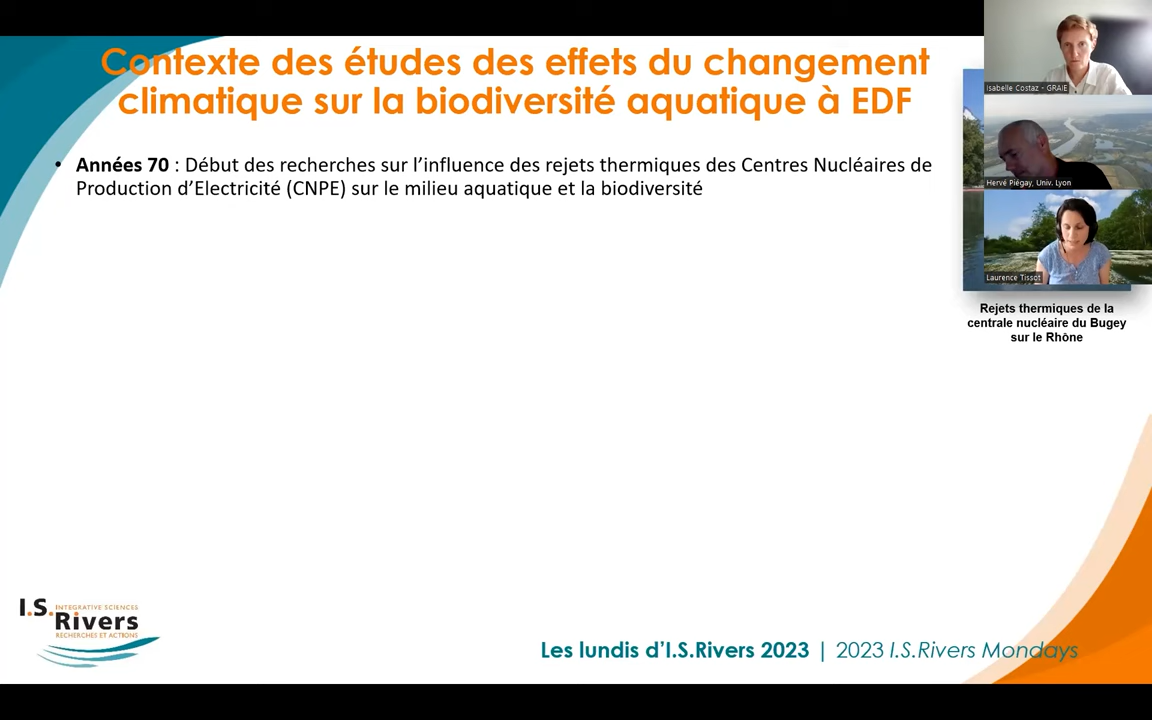 Contexte des études des effets du changement
climatique sur la biodiversité aquatique à EDF
• Années 70 : Début des recherches sur l’influence des rejets thermiques des Centres Nucléaires de
Production d’Electricité (CNPE) sur le milieu aquatique et la biodiversité
Isabelle Costaz - GRAIE
Hervé Piégay, Univ. Lyon
Laurence Tissot
Rejets thermiques de la
centrale nucléaire du Bugey
sur le Rhône
I.S. INTEGRATIVE SCIENCES
Rivers
RECHERCHES ET ACTIONS
Les lundis d’I.S.Rivers 2023 | 2023 I.S.Rivers Mondays